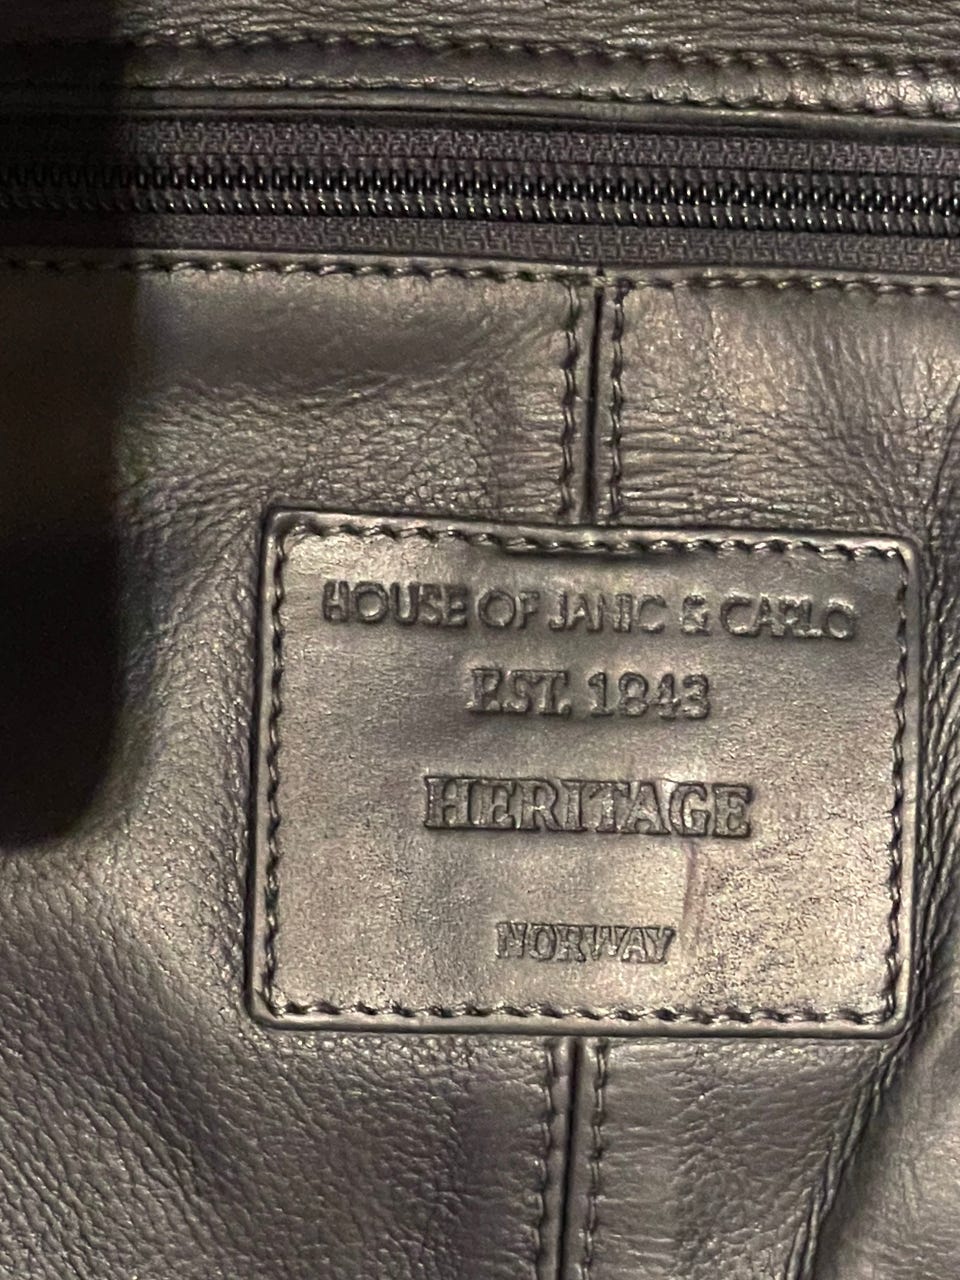 HOUSE OF JANIC & CARLO
EST. 1843
HERITAGE
NORWAY